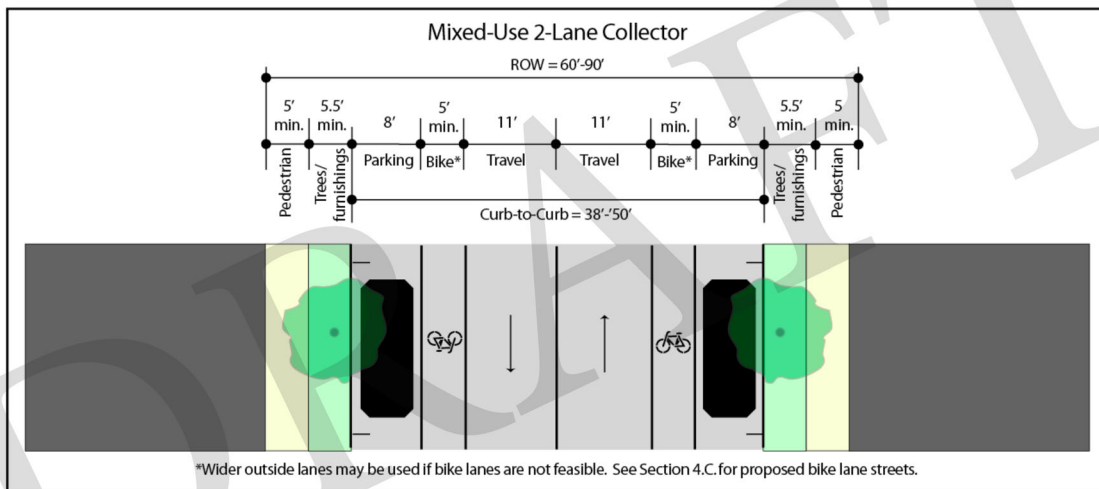 Mixed-Use 2-Lane Collector
ROW = 60'-90'
5' min.
5.5' min.
8'
5' min.
11'
11'
5' min.
8'
5.5' min.
5 min.
Pedestrian
Trees/ furnishings
Parking
Bike*
Travel
Travel
Bike*
Parking
Trees/ furnishings
Pedestrian
Curb-to-Curb = 38'-'50'
*Wider outside lanes may be used if bike lanes are not feasible. See Section 4.C. for proposed bike lane streets.
DRAFT